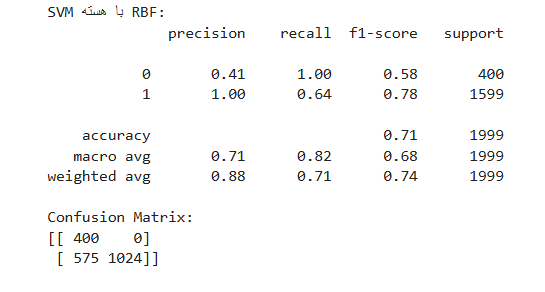 SVM با هسته RBF:
precision recall f1-score support
0 0.41 1.00 0.58 400
1 1.00 0.64 0.78 1599
accuracy 0.71 1999
macro avg 0.71 0.82 0.68 1999
weighted avg 0.88 0.71 0.74 1999
Confusion Matrix:
[[ 400 0]
[ 575 1024]]